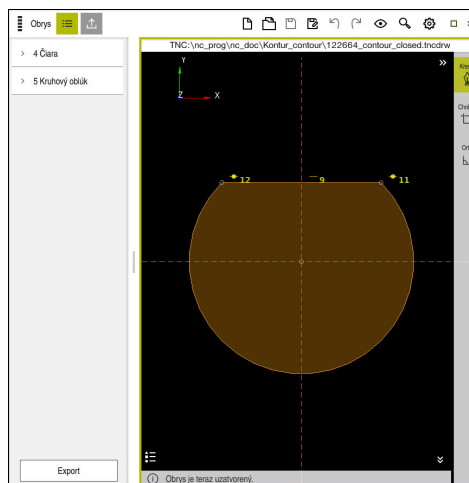 Obrys
TNC:\nc_prog\nc_doc\Kontur_contour\122664_contour_closed.tncdrw
4 Čiara
5 Kruhový oblúk
Y
Z
X
12
9
11
Export
Obrys je teraz uzatvorený.